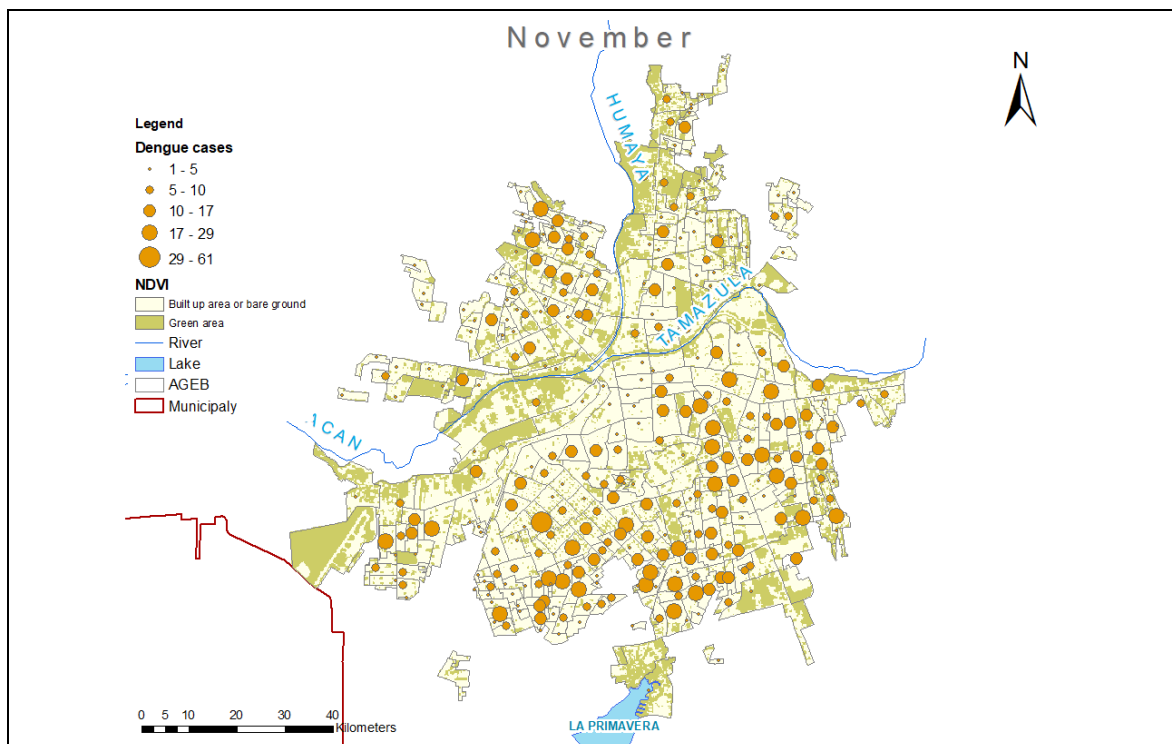 November
N
HUMAYA
Legend
Dengue cases
1 - 5
5 - 10
10 - 17
17 - 29
29 - 61
NDVI
Built up area or bare ground
Green area
River
Lake
AGEB
Municipaly
TAMAZULA
ACAN
0 5 10 20 30 40
Kilometers
LA PRIMAVERA